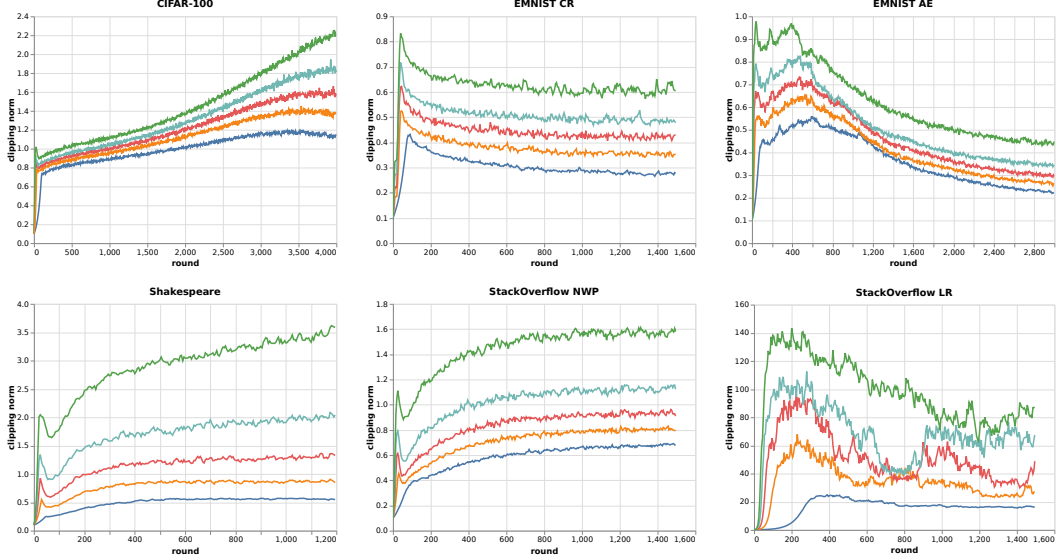 CIFAR-100
2.4
2.2
2.0
1.8
1.6
1.4
1.2
1.0
0.8
0.6
0.4
0.2
0.0
clipping norm
0 500 1,000 1,500 2,000 2,500 3,000 3,500 4,000
round
EMNIST CR
0.9
0.8
0.7
0.6
0.5
0.4
0.3
0.2
0.1
0.0
clipping norm
0 200 400 600 800 1,000 1,200 1,400 1,600
round
EMNIST AE
1.0
0.9
0.8
0.7
0.6
0.5
0.4
0.3
0.2
0.1
0.0
clipping norm
0 400 800 1,200 1,600 2,000 2,400 2,800
round
Shakespeare
4.0
3.5
3.0
2.5
2.0
1.5
1.0
0.5
0.0
clipping norm
0 200 400 600 800 1,000 1,200
round
StackOverflow NWP
1.8
1.6
1.4
1.2
1.0
0.8
0.6
0.4
0.2
0.0
clipping norm
0 200 400 600 800 1,000 1,200 1,400 1,600
round
StackOverflow LR
160
140
120
100
80
60
40
20
0
clipping norm
0 200 400 600 800 1,000 1,200 1,400 1,600
round